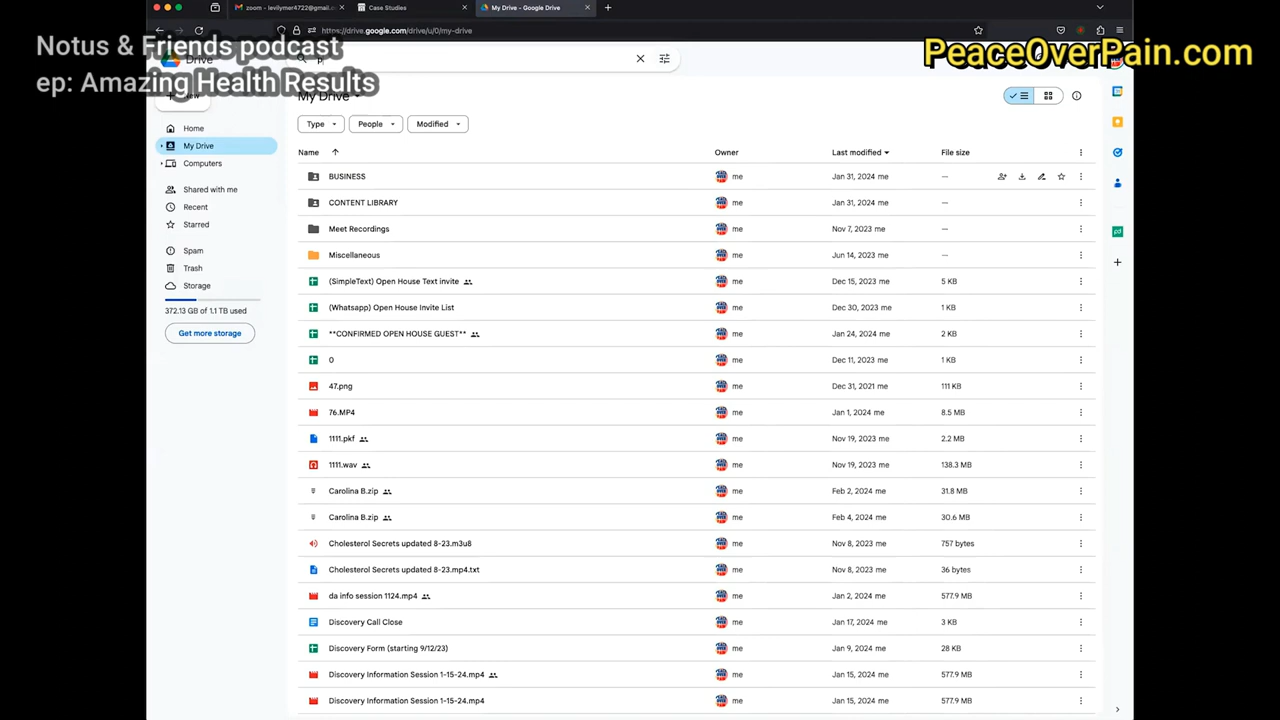 zoom - levilymer4722@gmail.m
Case Studies
My Drive - Google Drive
https://drive.google.com/drive/u/0/my-drive
Notus & Friends podcast
ep: Amazing Health Results
PeaceOverPain.com
Drive
p
New
My Drive
Type
People
Modified
Home
My Drive
Computers
Shared with me
Recent
Starred
Spam
Trash
Storage
372.13 GB of 1.1 TB used
Get more storage
Name Owner Last modified File size
BUSINESS me Jan 31, 2024 me —
CONTENT LIBRARY me Jan 31, 2024 me —
Meet Recordings me Nov 7, 2023 me —
Miscellaneous me Jun 14, 2023 me —
(SimpleText) Open House Text invite me Dec 15, 2023 me 5 KB
(Whatsapp) Open House Invite List me Dec 30, 2023 me 1 KB
**CONFIRMED OPEN HOUSE GUEST** me Jan 24, 2024 me 2 KB
0 me Dec 11, 2023 me 1 KB
47.png me Dec 31, 2021 me 111 KB
76.MP4 me Jan 1, 2024 me 8.5 MB
1111.pkf me Nov 19, 2023 me 2.2 MB
1111.wav me Nov 19, 2023 me 138.3 MB
Carolina B.zip me Feb 2, 2024 me 31.8 MB
Carolina B.zip me Feb 4, 2024 me 30.6 MB
Cholesterol Secrets updated 8-23.m3u8 me Nov 8, 2023 me 757 bytes
Cholesterol Secrets updated 8-23.mp4.txt me Nov 8, 2023 me 36 bytes
da info session 1124.mp4 me Jan 2, 2024 me 577.9 MB
Discovery Call Close me Jan 17, 2024 me 3 KB
Discovery Form (starting 9/12/23) me Jan 9, 2024 me 28 KB
Discovery Information Session 1-15-24.mp4 me Jan 15, 2024 me 577.9 MB
Discovery Information Session 1-15-24.mp4 me Jan 15, 2024 me 577.9 MB